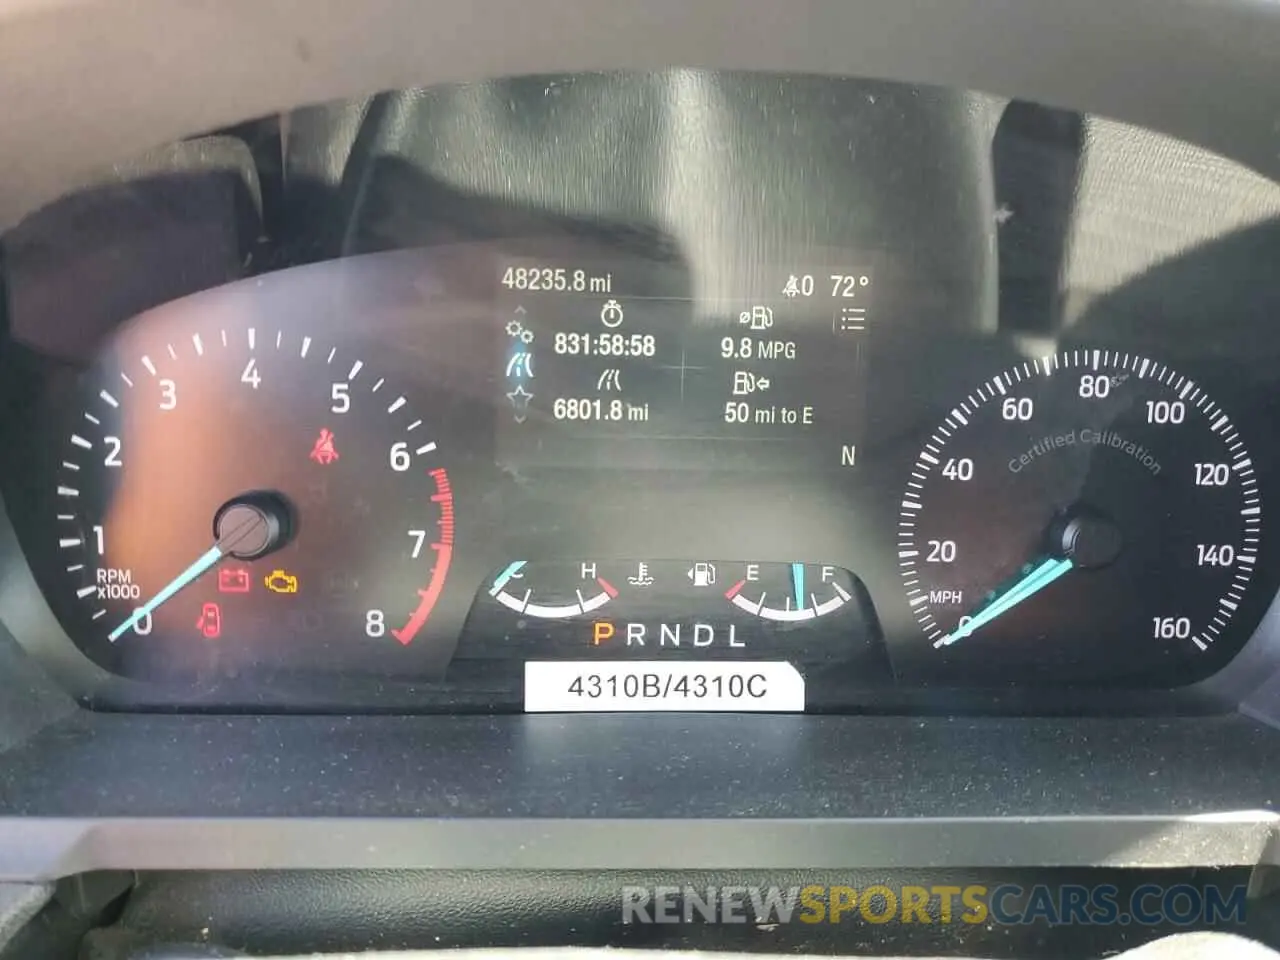 48235.8 mi
0 72°
831:58:58
9.8 MPG
6801.8 mi
50 mi to E
N
0 1 2 3 4 5 6 7 8
RPM
x1000
C H
E F
P R N D L
4310B/4310C
0 20 40 60 80 100 120 140 160
MPH
Certified Calibration
RENEWSPORTSCARS.COM